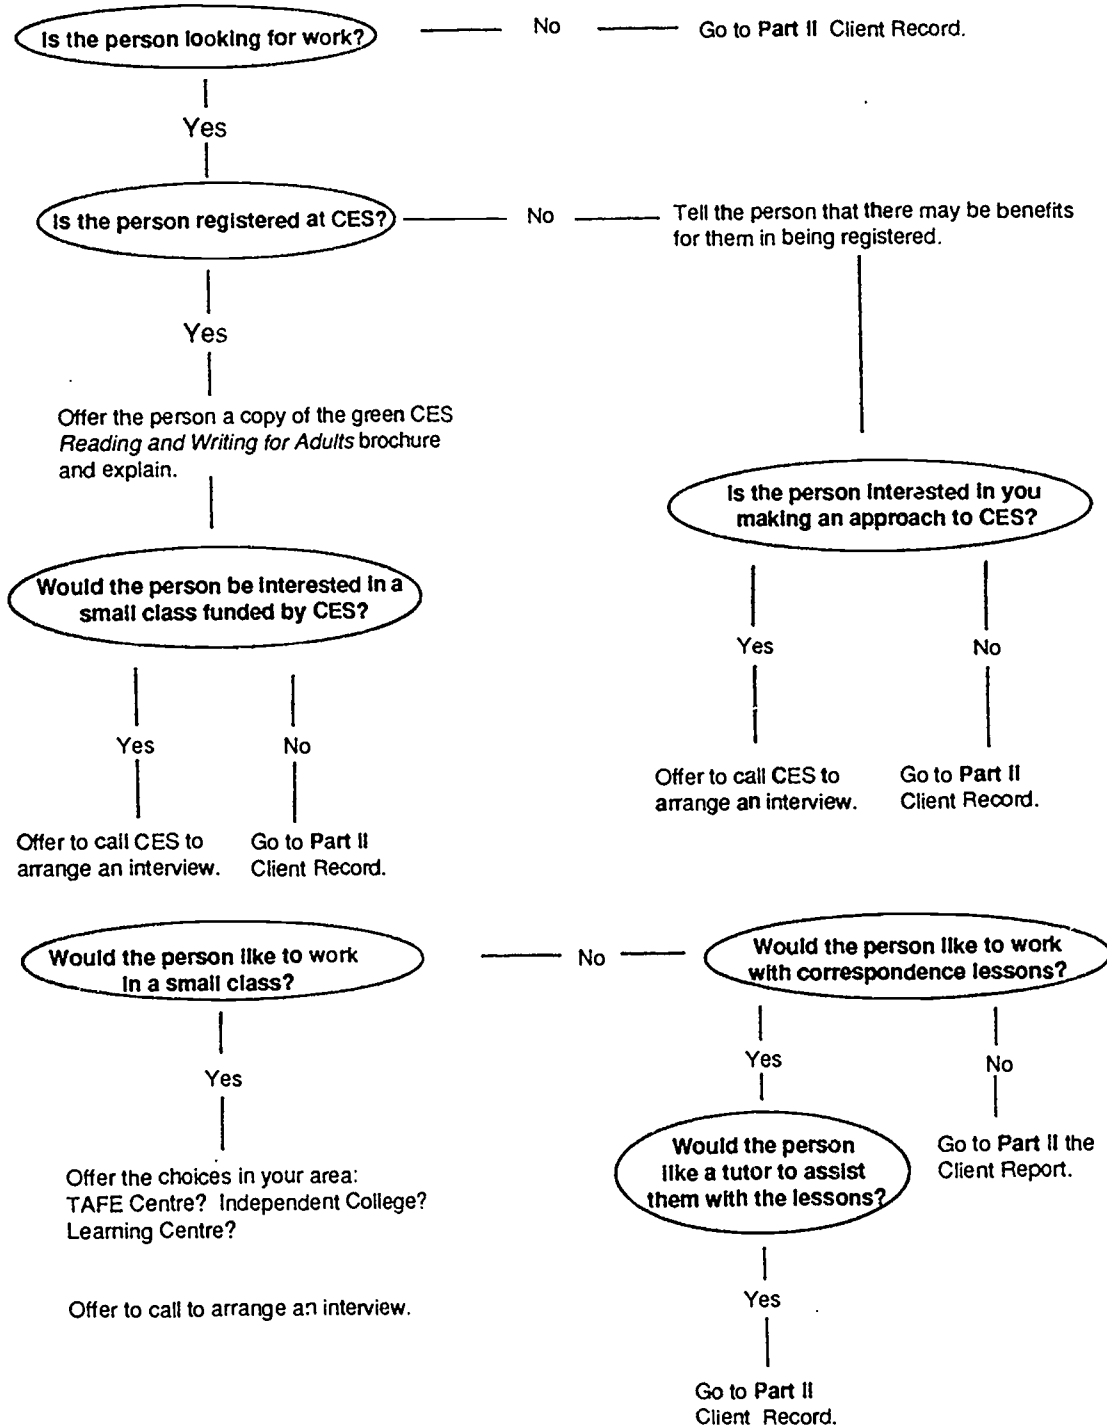 Is the person looking for work?
No
Go to Part II Client Record.
Yes
Is the person registered at CES?
No
Tell the person that there may be benefits
for them in being registered.
Yes
Offer the person a copy of the green CES
Reading and Writing for Adults brochure
and explain.
Is the person interested in you
making an approach to CES?
Would the person be interested in a
small class funded by CES?
Yes
No
Yes
No
Offer to call CES to
arrange an interview.
Go to Part II
Client Record.
Offer to call CES to
arrange an interview.
Go to Part II
Client Record.
Would the person like to work
in a small class?
No
Would the person like to work
with correspondence lessons?
Yes
Yes
No
Offer the choices in your area:
TAFE Centre? Independent College?
Learning Centre?
Offer to call to arrange an interview.
Would the person
like a tutor to assist
them with the lessons?
Go to Part II the
Client Report.
Yes
Go to Part II
Client Record.